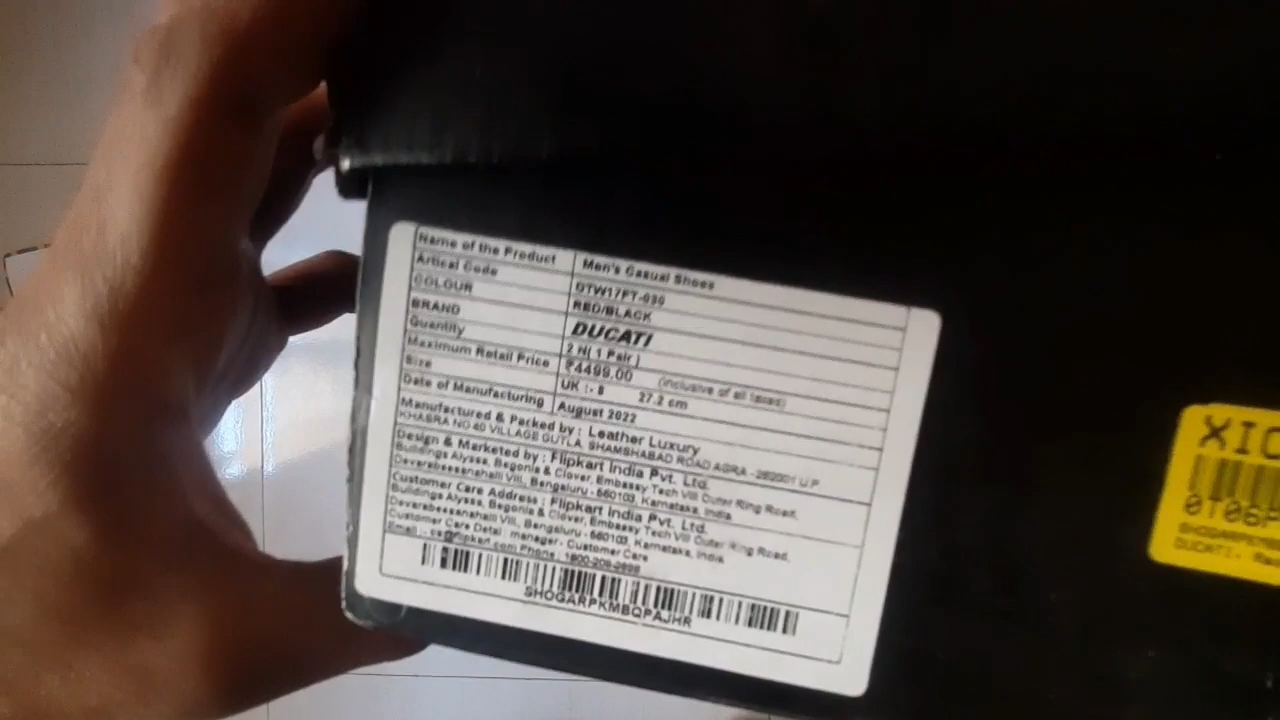 Name of the Product Men's Casual Shoes
Artical Code DTW17FT-030
COLOUR RED/BLACK
BRAND DUCATI
Quantity 2 N( 1 Pair )
Maximum Retail Price ₹4499.00 (inclusive of all taxes)
Size UK :- 8 27.2 cm
Date of Manufacturing August 2022
Manufactured & Packed by : Leather Luxury
KHASRA NO 40 VILLAGE GUTLA, SHAMSHABAD ROAD AGRA - 282001 U P
Design & Marketed by : Flipkart India Pvt. Ltd.
Buildings Alyssa, Begonia & Clover, Embassy Tech Vill Outer Ring Road,
Devarabeesanahalli Vill, Bengaluru - 560103, Karnataka, India
Customer Care Address : Flipkart India Pvt. Ltd.
Buildings Alyssa, Begonia & Clover, Embassy Tech Vill Outer Ring Road,
Devarabeesanahalli Vill, Bengaluru - 560103, Karnataka, India
Customer Care Detal : manager - Customer Care
Email : cs@flipkart.com Phone : 1800-208-9898
SHOGARPKMBQPAJHR
XIC
0T06
DUCATI-